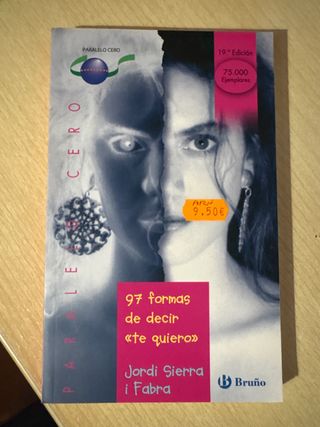 PARALELO CERO
19.ª Edición
75.000
Ejemplares
PARALELO CERO
9.50€
97 formas
de decir
«te quiero»
Jordi Sierra
i Fabra
Bruño